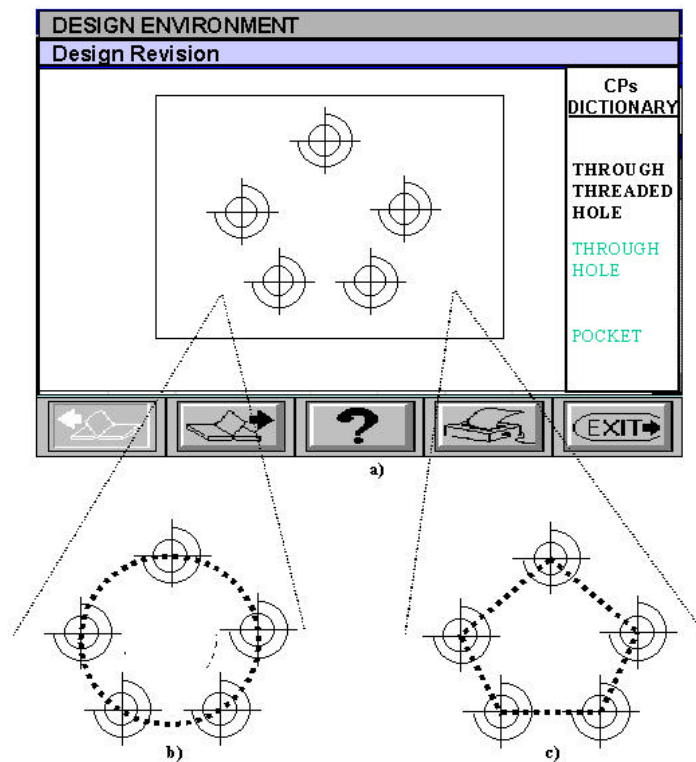 DESIGN ENVIRONMENT
Design Revision
CPs
DICTIONARY
THROUGH
THREADED
HOLE
THROUGH
HOLE
POCKET
?
EXIT
a)
b)
c)